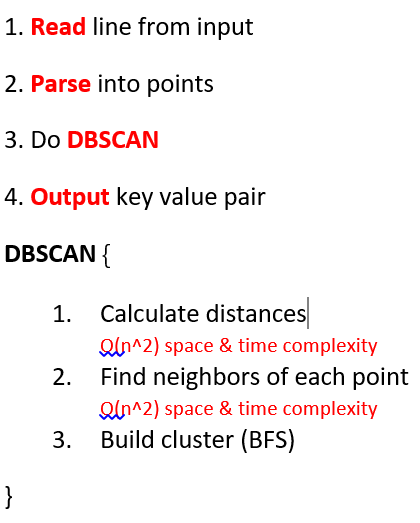 1. Read line from input
2. Parse into points
3. Do DBSCAN
4. Output key value pair
DBSCAN {
1. Calculate distances
O(n^2) space & time complexity
2. Find neighbors of each point
O(n^2) space & time complexity
3. Build cluster (BFS)
}